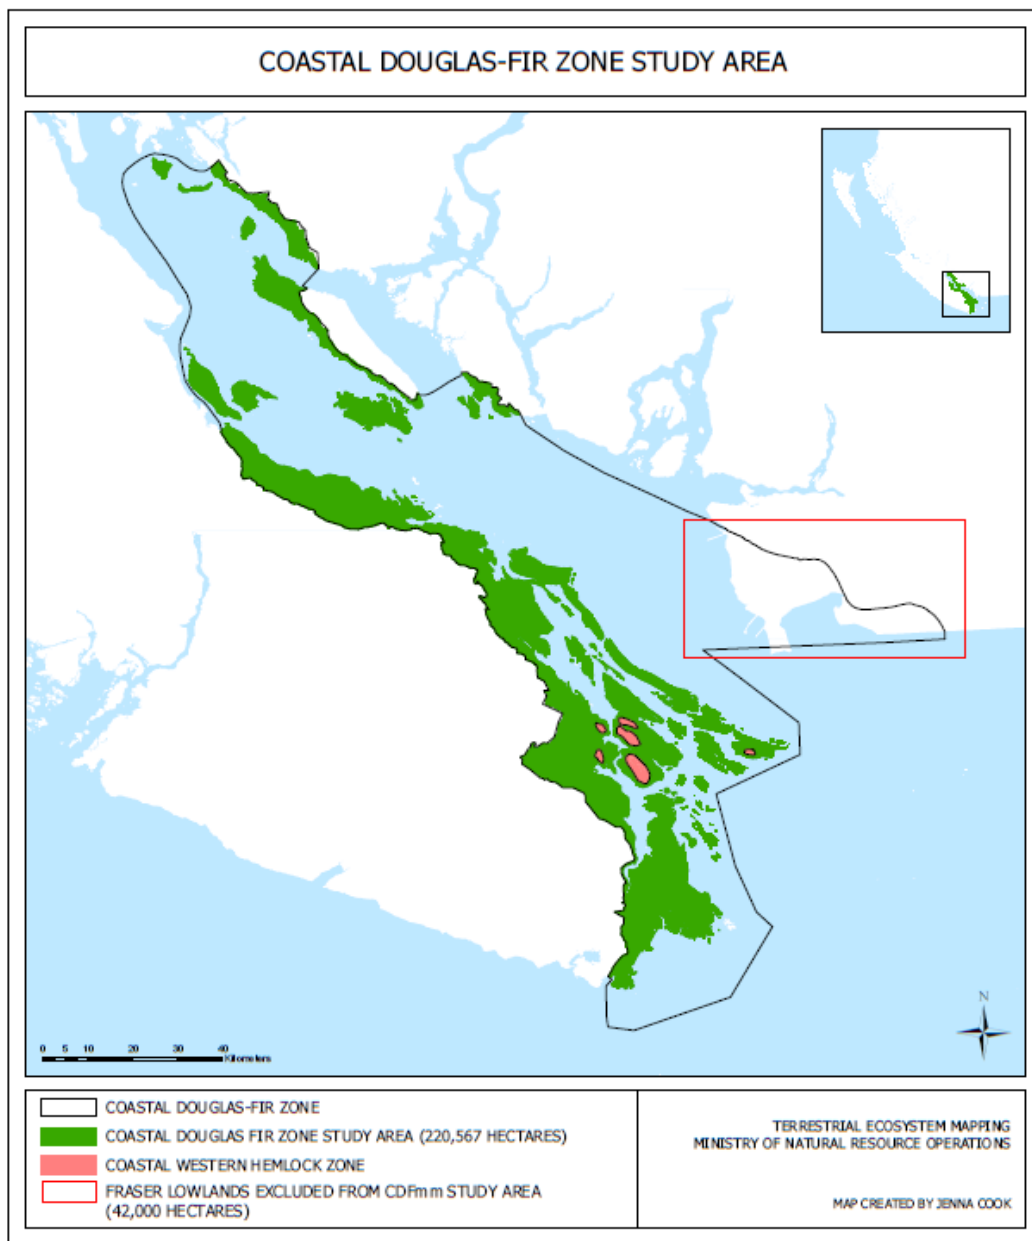 COASTAL DOUGLAS-FIR ZONE STUDY AREA
N
0 5 10 20 30 40
Kilometers
COASTAL DOUGLAS-FIR ZONE
COASTAL DOUGLAS FIR ZONE STUDY AREA (220,567 HECTARES)
COASTAL WESTERN HEMLOCK ZONE
FRASER LOWLANDS EXCLUDED FROM CDFmm STUDY AREA
(42,000 HECTARES)
TERRESTRIAL ECOSYSTEM MAPPING
MINISTRY OF NATURAL RESOURCE OPERATIONS
MAP CREATED BY JENNA COOK